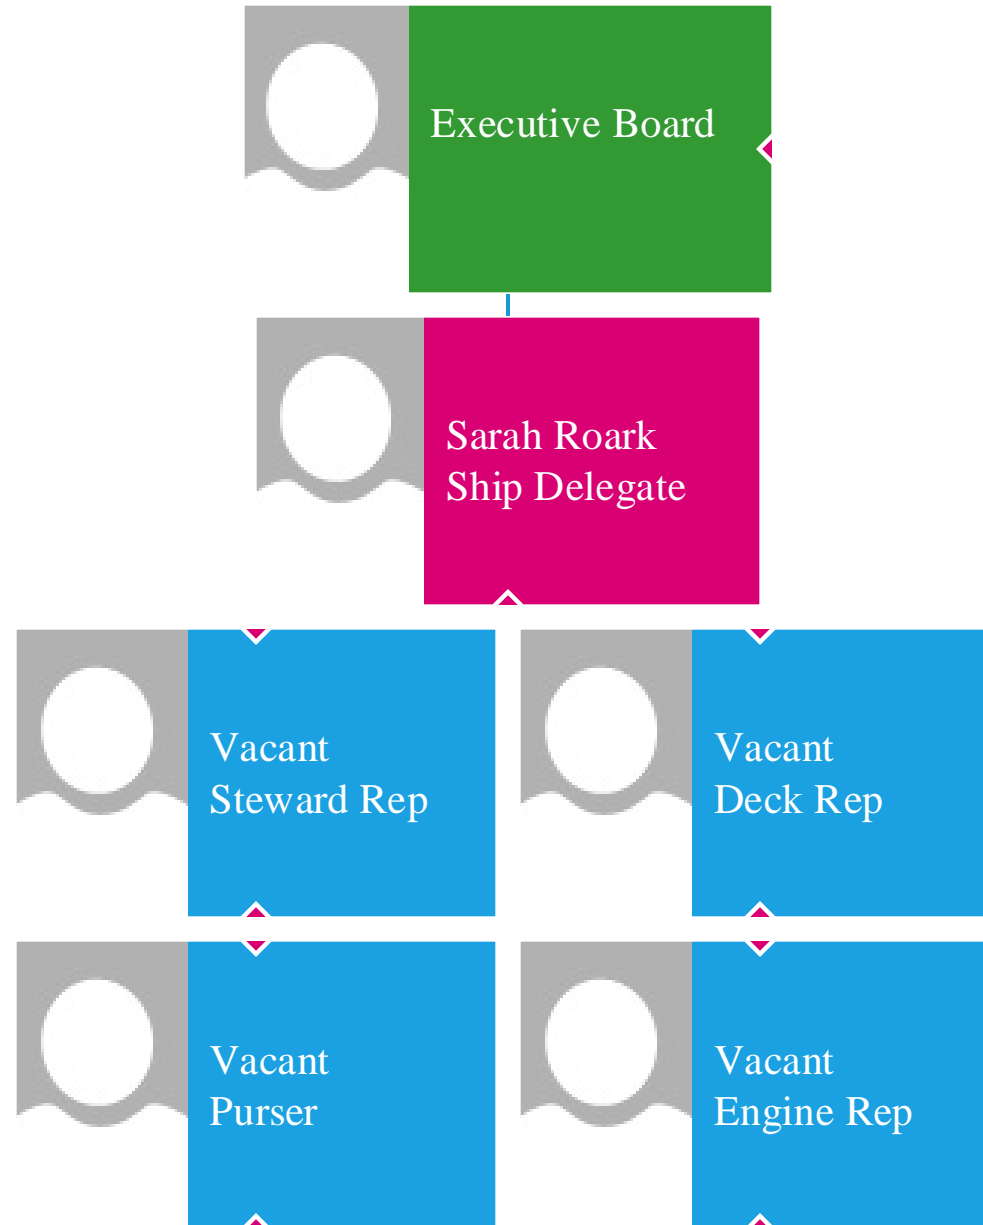 Executive Board
Sarah Roark
Ship Delegate
Vacant
Steward Rep
Vacant
Deck Rep
Vacant
Purser
Vacant
Engine Rep